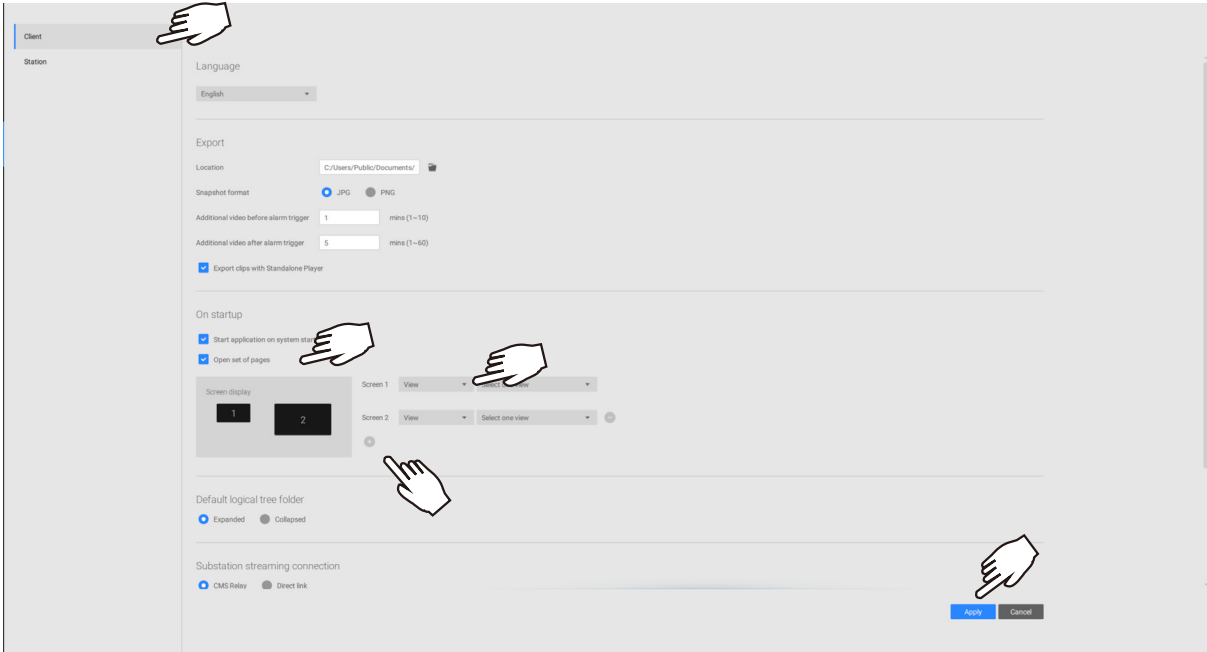 Client
Station
Language
English
Export
Location C:/Users/Public/Documents/
Snapshot format JPG PNG
Additional video before alarm trigger 1 mins (1~10)
Additional video after alarm trigger 5 mins (1~60)
Export clips with Standalone Player
On startup
Start application on system
Open set of pages
Screen display
1
2
Screen 1 View view
Screen 2 View Select one view
Default logical tree folder
Expanded Collapsed
Substation streaming connection
CMS Relay Direct link
Apply Cancel